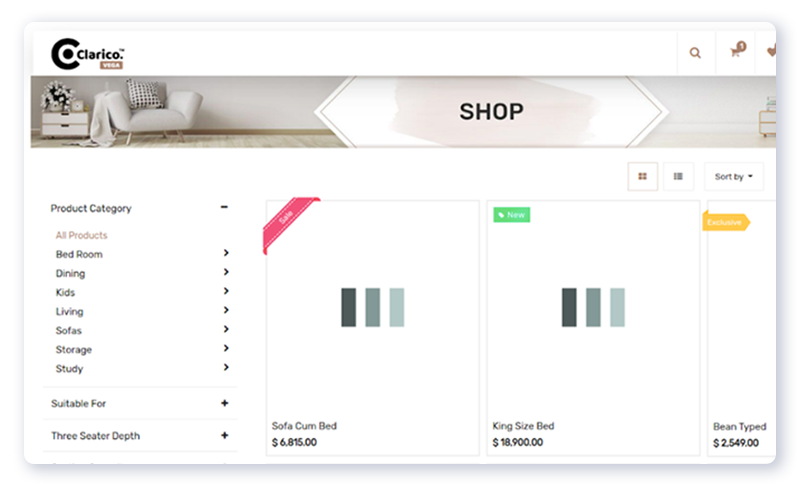 Clarico.™
VEGA
1
SHOP
Sort by
Product Category
All Products
Bed Room
Dining
Kids
Living
Sofas
Storage
Study
Suitable For
Three Seater Depth
Sale
Sofa Cum Bed
$ 6,815.00
New
King Size Bed
$ 18,900.00
Exclusive
Bean Typed
$ 2,549.00